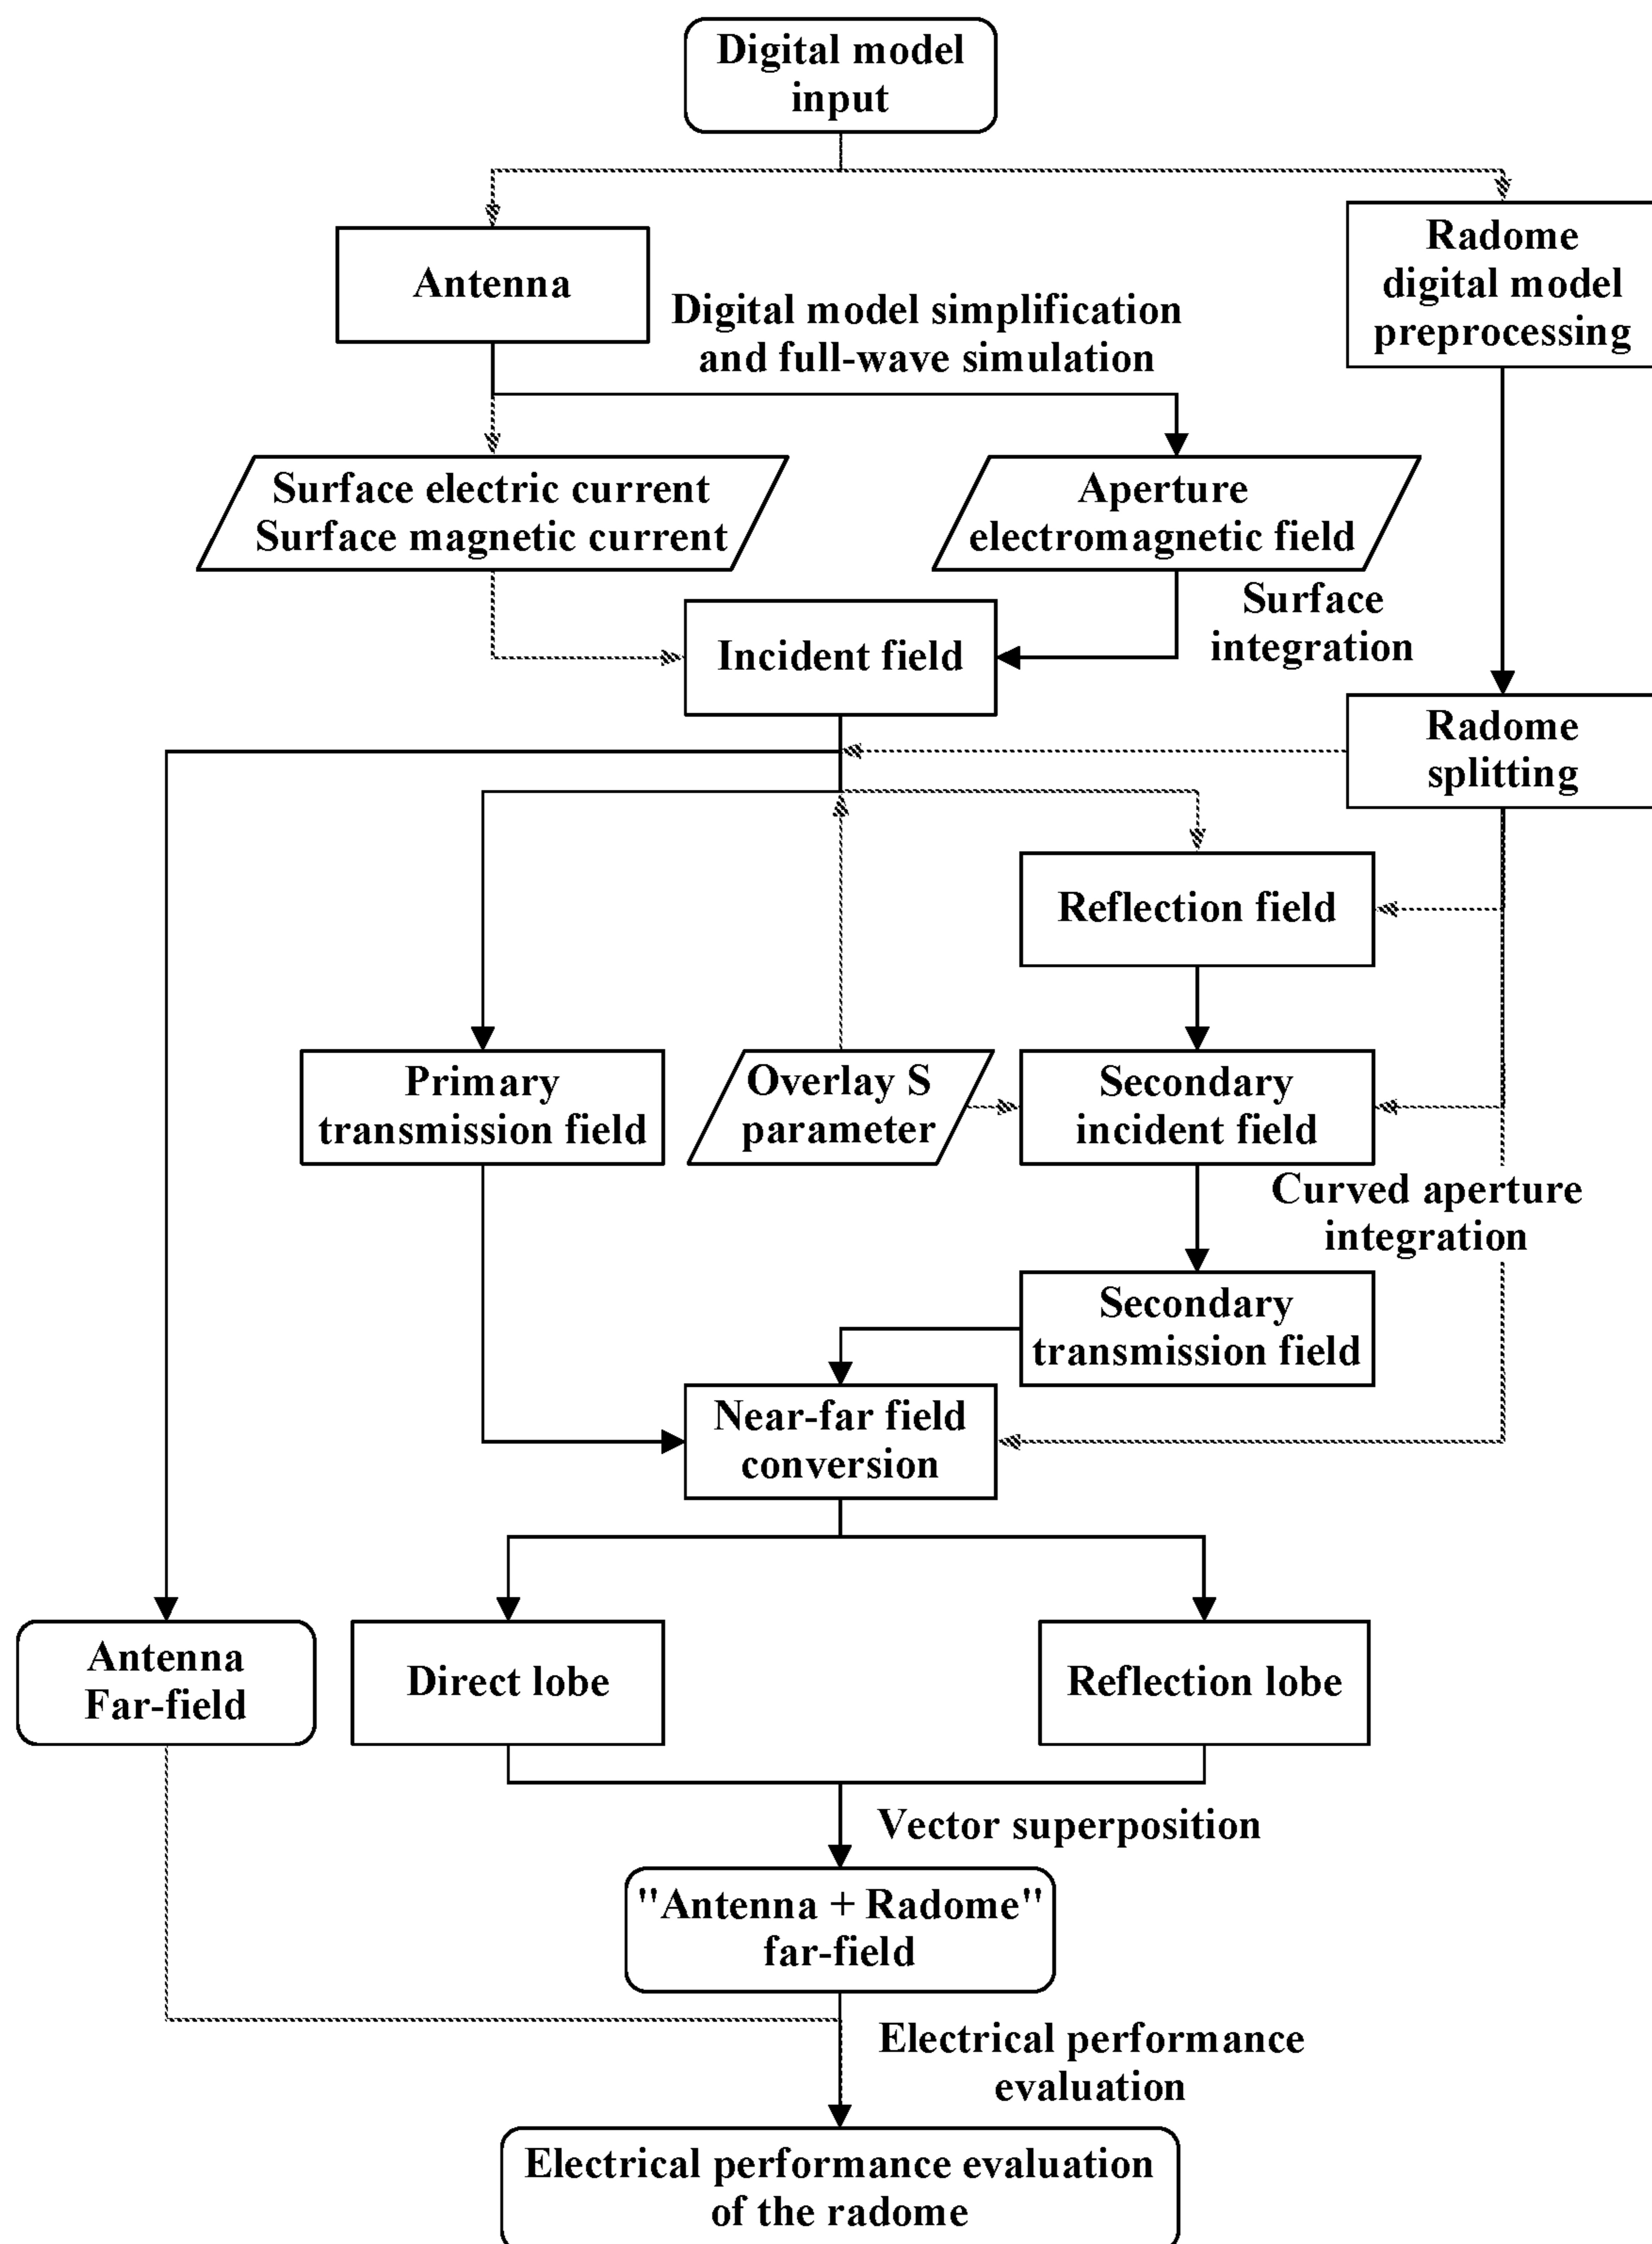 Digital model
input
Antenna
Radome
digital model
preprocessing
Digital model simplification
and full-wave simulation
Surface electric current
Surface magnetic current
Aperture
electromagnetic field
Surface
integration
Incident field
Radome
splitting
Reflection field
Primary
transmission field
Overlay S
parameter
Secondary
incident field
Curved aperture
integration
Secondary
transmission field
Near-far field
conversion
Antenna
Far-field
Direct lobe
Reflection lobe
Vector superposition
"Antenna + Radome"
far-field
Electrical performance
evaluation
Electrical performance evaluation
of the radome